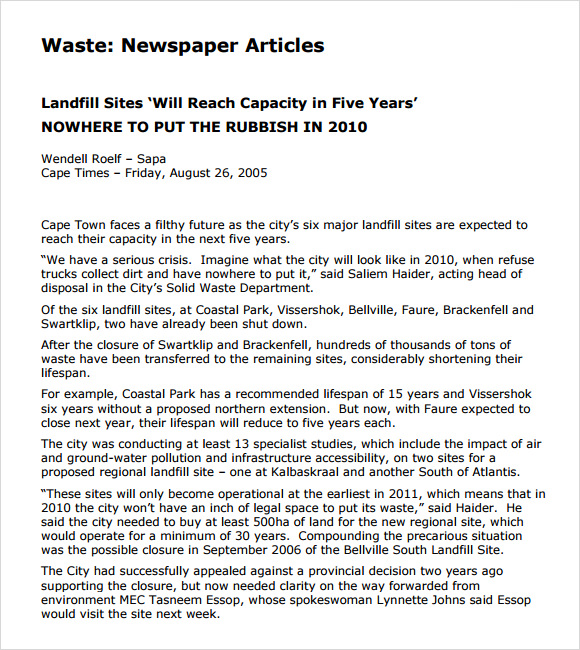 Waste: Newspaper Articles
Landfill Sites ‘Will Reach Capacity in Five Years’
NOWHERE TO PUT THE RUBBISH IN 2010
Wendell Roelf – Sapa
Cape Times – Friday, August 26, 2005
Cape Town faces a filthy future as the city’s six major landfill sites are expected to
reach their capacity in the next five years.
“We have a serious crisis.  Imagine what the city will look like in 2010, when refuse
trucks collect dirt and have nowhere to put it,” said Saliem Haider, acting head of
disposal in the City’s Solid Waste Department.
Of the six landfill sites, at Coastal Park, Vissershok, Bellville, Faure, Brackenfell and
Swartklip, two have already been shut down.
After the closure of Swartklip and Brackenfell, hundreds of thousands of tons of
waste have been transferred to the remaining sites, considerably shortening their
lifespan.
For example, Coastal Park has a recommended lifespan of 15 years and Vissershok
six years without a proposed northern extension.  But now, with Faure expected to
close next year, their lifespan will reduce to five years each.
The city was conducting at least 13 specialist studies, which include the impact of air
and ground-water pollution and infrastructure accessibility, on two sites for a
proposed regional landfill site – one at Kalbaskraal and another South of Atlantis.
“These sites will only become operational at the earliest in 2011, which means that in
2010 the city won’t have an inch of legal space to put its waste,” said Haider.  He
said the city needed to buy at least 500ha of land for the new regional site, which
would operate for a minimum of 30 years.  Compounding the precarious situation
was the possible closure in September 2006 of the Bellville South Landfill Site.
The City had successfully appealed against a provincial decision two years ago
supporting the closure, but now needed clarity on the way forwarded from
environment MEC Tasneem Essop, whose spokeswoman Lynnette Johns said Essop
would visit the site next week.